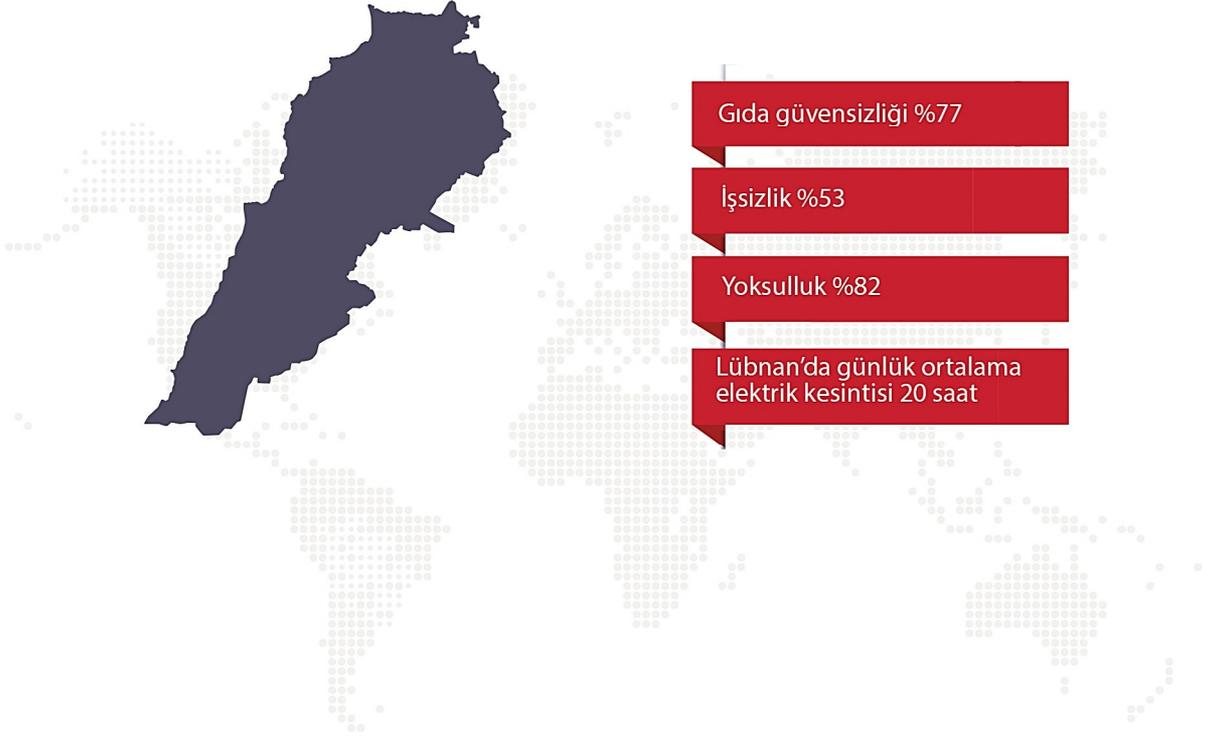 Gıda güvensizliği %77
İşsizlik %53
Yoksulluk %82
Lübnan’da günlük ortalama
elektrik kesintisi 20 saat